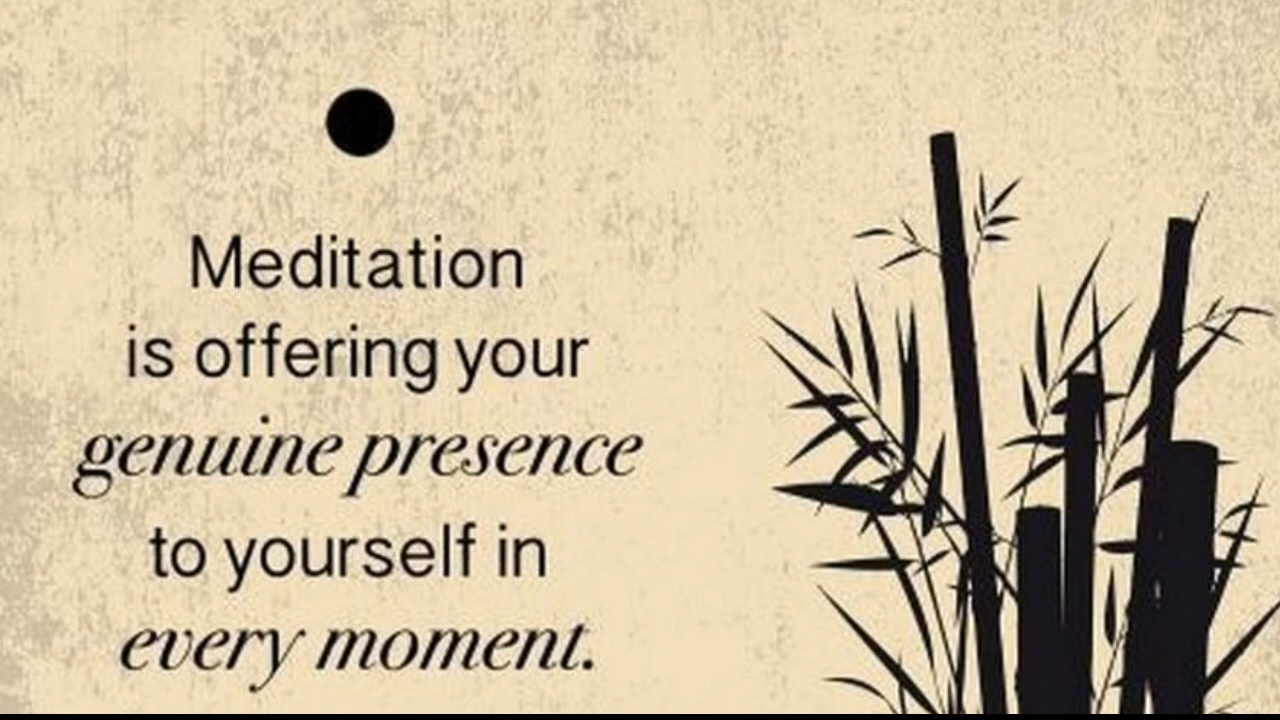 Meditation
is offering your
genuine presence
to yourself in
every moment.